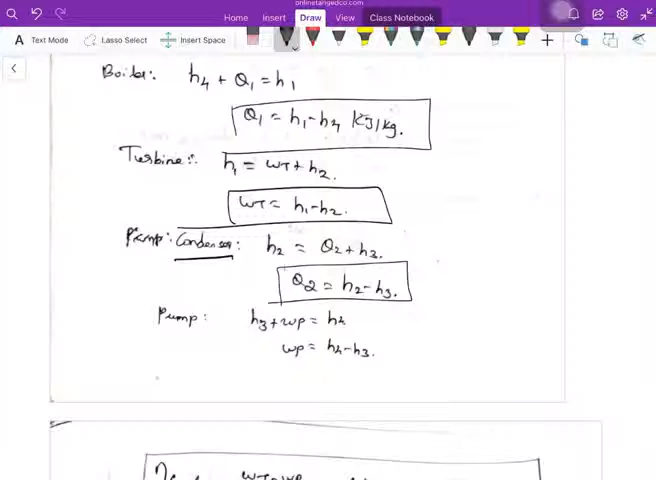 onlinetangedco.com
Home Insert Draw View Class Notebook
A Text Mode Lasso Select Insert Space
Boiler: h4 + Q1 = h1
Q1 = h1-h4 KJ/kg.
Turbine: h1 = WT + h2.
WT = h1-h2.
Pump: Condenser: h2 = Q2 + h3.
Q2 = h2-h3.
Pump: h3 + wp = h4
wp = h4-h3.